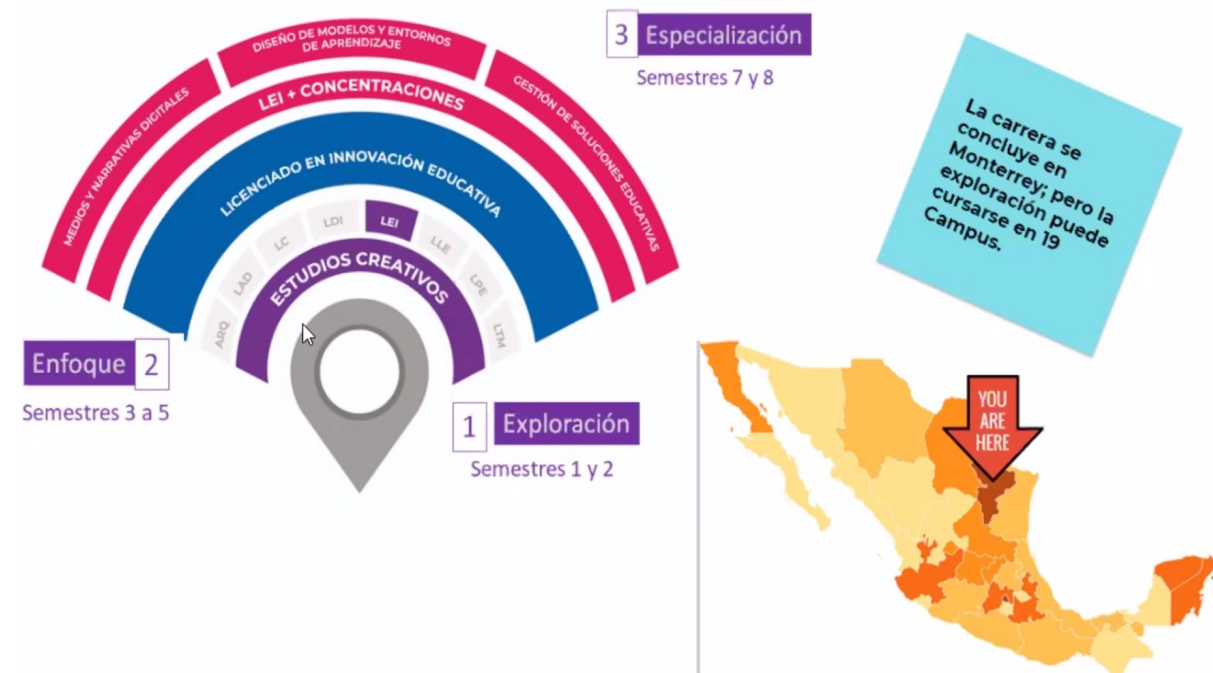 3 Especialización
Semestres 7 y 8
DISEÑO DE MODELOS Y ENTORNOS
DE APRENDIZAJE
MEDIOS Y NARRATIVAS DIGITALES
GESTIÓN DE SOLUCIONES EDUCATIVAS
LEI + CONCENTRACIONES
LICENCIADO EN INNOVACIÓN EDUCATIVA
ARQ
LAD
LC
LDI
LEI
LLE
LPE
LTM
ESTUDIOS CREATIVOS
Enfoque 2
Semestres 3 a 5
1 Exploración
Semestres 1 y 2
La carrera se
concluye en
Monterrey; pero la
exploración puede
cursarse en 19
Campus.
YOU
ARE
HERE